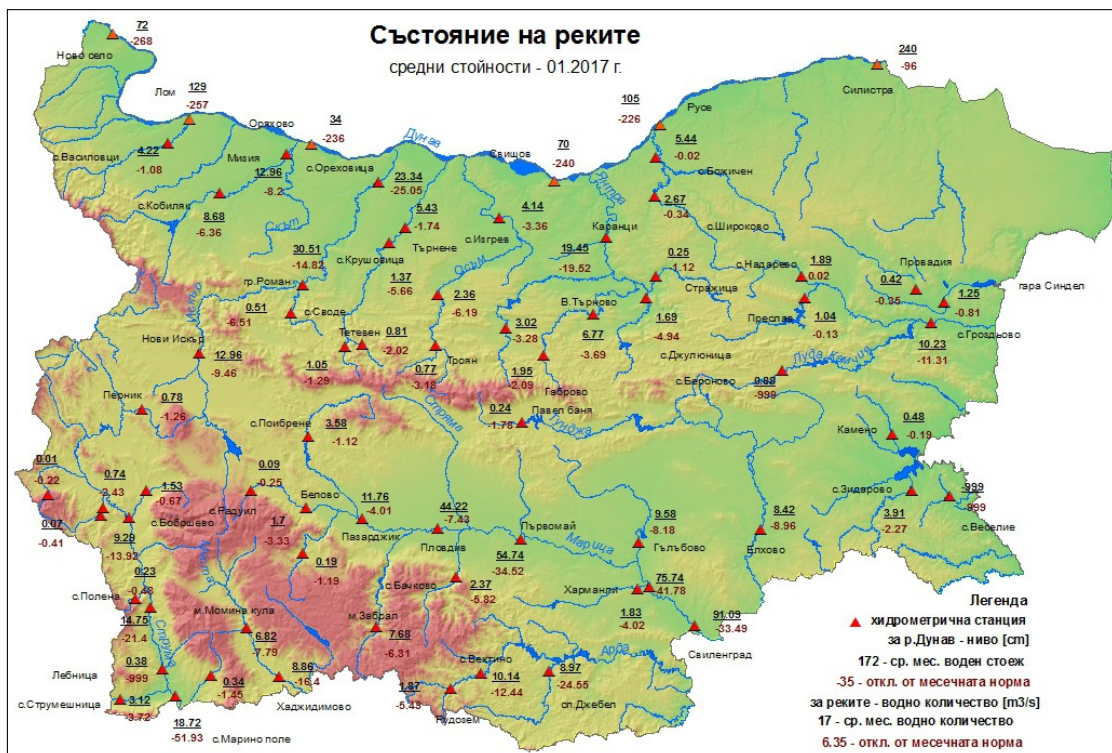 Състояние на реките
средни стойности - 01.2017 г.
72
-268
Ново село
240
-96
Силистра
Лом
129
-257
Оряхово
34
-236
Дунав
Свищов
70
-240
105
-226
Русе
5.44
-0.02
с.Божичен
с.Василовци
4.22
-1.08
Мизия
12.96
-8.2
с.Ореховица
23.34
-25.05
Янтра
2.67
-0.34
с.Широково
с.Кобиляк
8.68
-6.36
Скът
5.43
-1.74
Търнене
4.14
-3.36
с.Изгрев
Каранци
19.45
-19.52
30.51
-14.82
с.Крушовица
1.37
-5.66
Осъм
0.25
-1.12
Стражица
с.Надарево
1.89
0.02
Провадия
0.42
-0.35
гара Синдел
1.25
-0.81
гр.Роман
Искър
0.51
-6.51
с.Своде
2.36
-6.19
В.Търново
6.77
-3.69
1.69
-4.94
Преслав
1.04
-0.13
с.Гроздьово
10.23
-11.31
Нови Искър
12.96
-9.46
Тетевен
0.81
-2.02
Троян
3.02
-3.28
с.Джулюница
Луда Камчия
1.05
-1.29
0.77
-3.18
1.95
2.09
Габрово
с.Бероново
0.88
-999
Перник
0.78
-1.26
с.Поибрене
3.58
-1.12
Стряма
0.24
-1.78
Павел баня
Тунджа
Камено
0.48
-0.19
0.01
-0.22
0.74
-2.43
1.53
-0.67
0.09
-0.25
Белово
11.76
-4.01
44.22
-7.43
Първомай
9.58
-8.18
8.42
-8.96
с.Зидарово
3.91
-2.27
-999
-999
с.Веселие
0.07
-0.41
с.Бобошево
с.Радуил
1.7
-3.33
Пазарджик
Пловдив
Марица
Гълъбово
Елхово
9.29
-13.92
Места
0.19
-1.19
54.74
-34.52
0.23
-0.48
с.Полена
с.Бачково
2.37
-5.82
Харманли
75.74
-41.78
14.75
-21.4
м.Момина кула
м.Забрал
1.83
-4.02
91.09
-33.49
Свиленград
Струма
6.82
-7.79
7.68
-6.31
Арда
Лебница
0.38
-999
0.34
-1.45
8.86
-16.4
с.Вехтино
10.14
-12.44
8.97
-24.55
с.Струмешница
3.12
-3.72
Хаджидимово
1.87
-5.43
Рудозем
сп.Джебел
18.72
-51.93
с.Марино поле
Легенда
хидрометрична станция
за р.Дунав - ниво [cm]
172 - ср. мес. воден стоеж
-35 - откл. от месечната норма
за реките - водно количество [m3/s]
17 - ср. мес. водно количество
6.35 - откл. от месечната норма